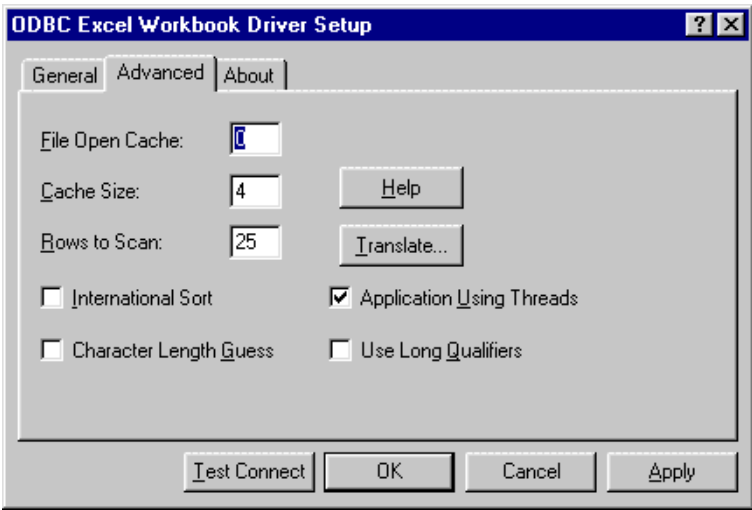 ODBC Excel Workbook Driver Setup
General Advanced About
File Open Cache: 0
Cache Size: 4 Help
Rows to Scan: 25 Translate...
International Sort Application Using Threads
Character Length Guess Use Long Qualifiers
Test Connect OK Cancel Apply